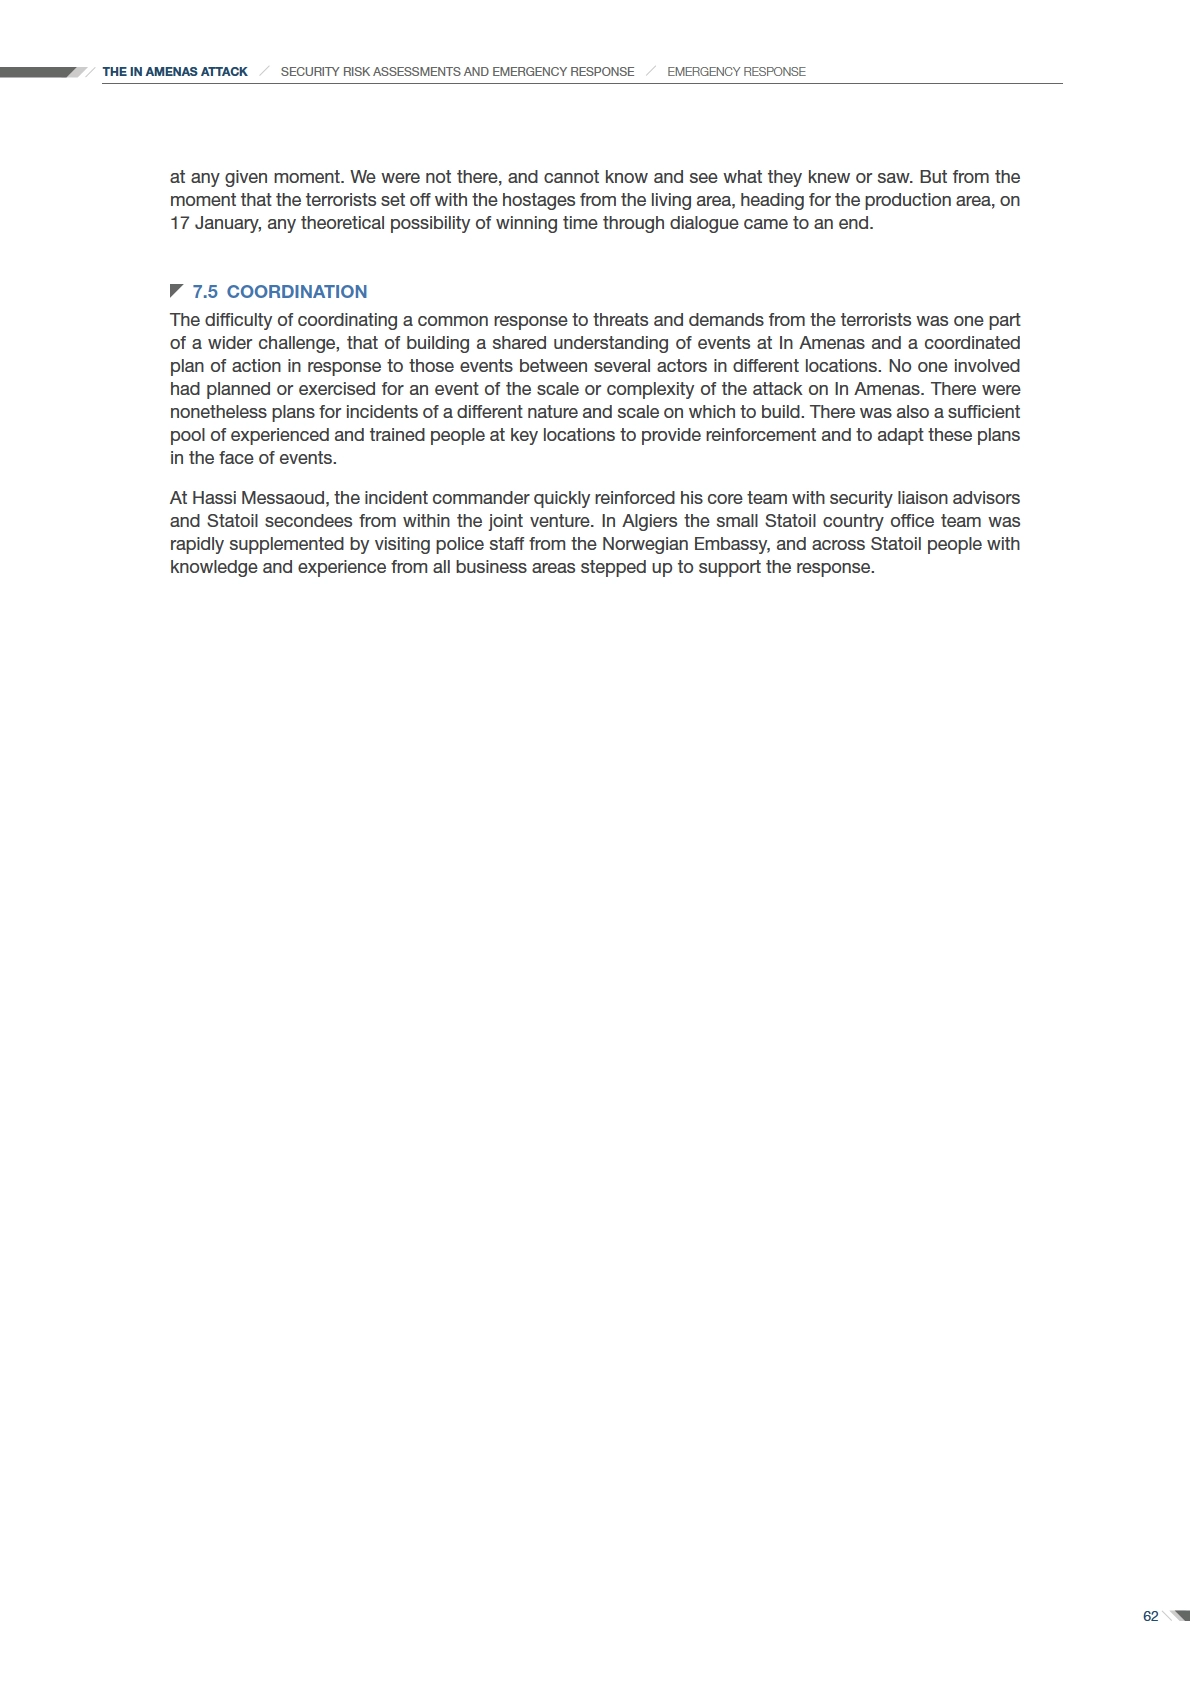 THE IN AMENAS ATTACK / SECURITY RISK ASSESSMENTS AND EMERGENCY RESPONSE / EMERGENCY RESPONSE
at any given moment. We were not there, and cannot know and see what they knew or saw. But from the
moment that the terrorists set off with the hostages from the living area, heading for the production area, on
17 January, any theoretical possibility of winning time through dialogue came to an end.
7.5 COORDINATION
The difficulty of coordinating a common response to threats and demands from the terrorists was one part
of a wider challenge, that of building a shared understanding of events at In Amenas and a coordinated
plan of action in response to those events between several actors in different locations. No one involved
had planned or exercised for an event of the scale or complexity of the attack on In Amenas. There were
nonetheless plans for incidents of a different nature and scale on which to build. There was also a sufficient
pool of experienced and trained people at key locations to provide reinforcement and to adapt these plans
in the face of events.
At Hassi Messaoud, the incident commander quickly reinforced his core team with security liaison advisors
and Statoil secondees from within the joint venture. In Algiers the small Statoil country office team was
rapidly supplemented by visiting police staff from the Norwegian Embassy, and across Statoil people with
knowledge and experience from all business areas stepped up to support the response.
62